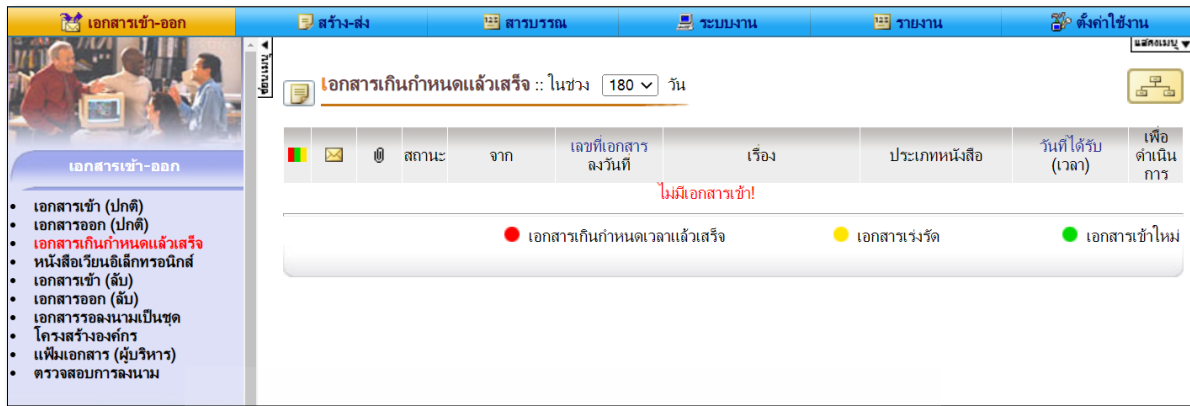 เอกสารเข้า-ออก
สร้าง-ส่ง
สารบรรณ
ระบบงาน
รายงาน
ตั้งค่าใช้งาน
แสดงเมนู ▼
เอกสารเกินกำหนดแล้วเสร็จ :: ในช่วง 180 วัน
สถานะ
จาก
เลขที่เอกสาร
ลงวันที่
เรื่อง
ประเภทหนังสือ
วันที่ได้รับ
(เวลา)
เพื่อ
ดำเนิน
การ
ไม่มีเอกสารเข้า!
เอกสารเกินกำหนดเวลาแล้วเสร็จ
เอกสารเร่งรัด
เอกสารเข้าใหม่
เอกสารเข้า-ออก
เอกสารเข้า (ปกติ)
เอกสารออก (ปกติ)
เอกสารเกินกำหนดแล้วเสร็จ
หนังสือเวียนอิเล็กทรอนิกส์
เอกสารเข้า (ลับ)
เอกสารออก (ลับ)
เอกสารรอลงนามเป็นชุด
โครงสร้างองค์กร
แฟ้มเอกสาร (ผู้บริหาร)
ตรวจสอบการลงนาม